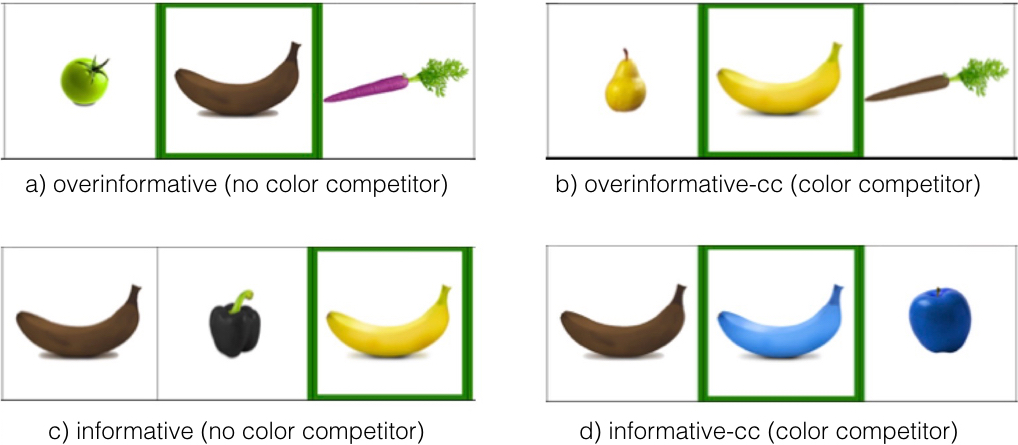 a) overinformative (no color competitor)
b) overinformative-cc (color competitor)
c) informative (no color competitor)
d) informative-cc (color competitor)